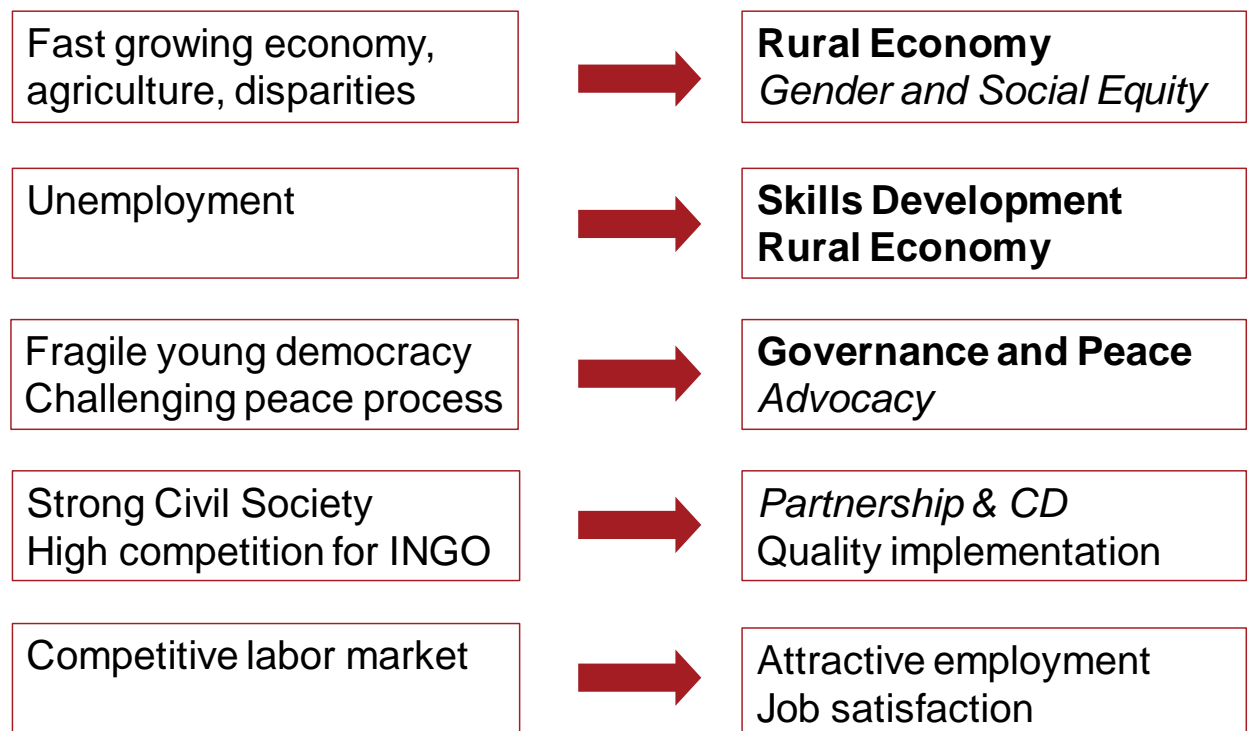 Fast growing economy,
agriculture, disparities
Rural Economy
Gender and Social Equity
Unemployment
Skills Development
Rural Economy
Fragile young democracy
Challenging peace process
Governance and Peace
Advocacy
Strong Civil Society
High competition for INGO
Partnership & CD
Quality implementation
Competitive labor market
Attractive employment
Job satisfaction